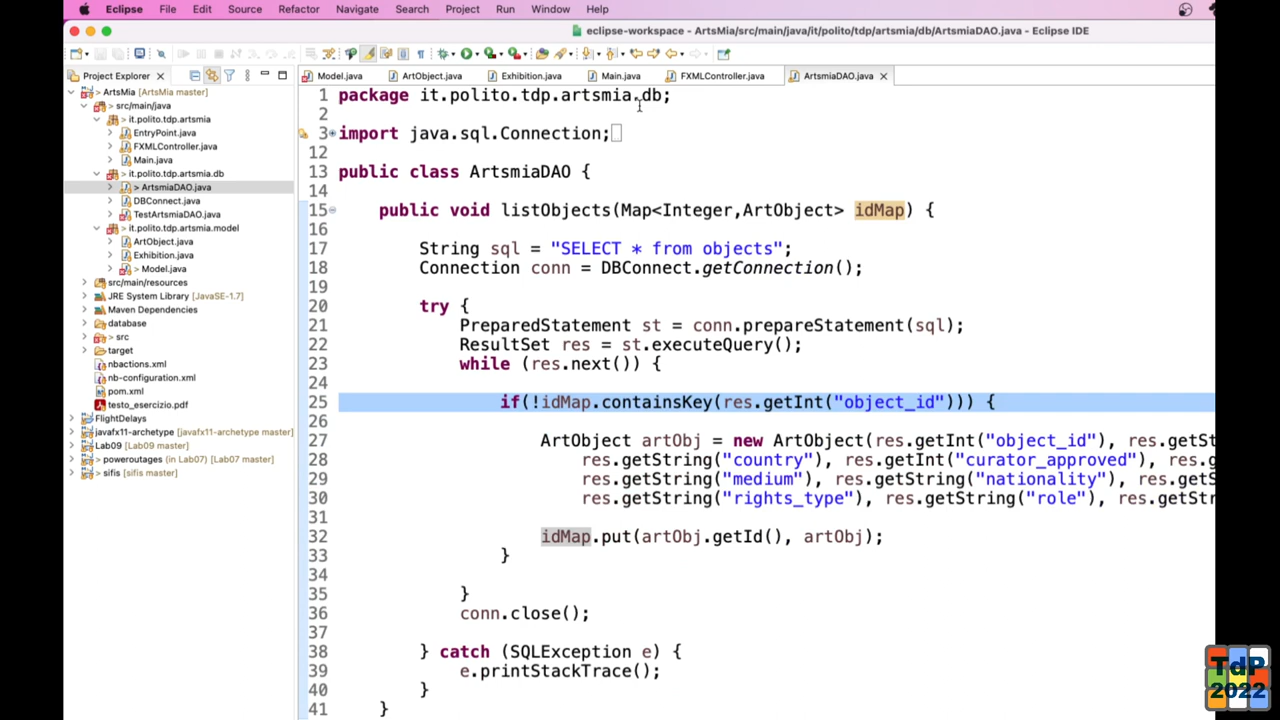 Eclipse File Edit Source Refactor Navigate Search Project Run Window Help
eclipse-workspace - ArtsMia/src/main/java/it/polito/tdp/artsmia/db/ArtsmiaDAO.java - Eclipse IDE
Project Explorer
Model.java
ArtObject.java
Exhibition.java
Main.java
FXMLController.java
ArtsmiaDAO.java
> ArtsMia [ArtsMia master]
> src/main/java
> it.polito.tdp.artsmia
EntryPoint.java
FXMLController.java
Main.java
> it.polito.tdp.artsmia.db
> ArtsmiaDAO.java
DBConnect.java
TestArtsmiaDAO.java
> it.polito.tdp.artsmia.model
ArtObject.java
Exhibition.java
> Model.java
src/main/resources
JRE System Library [JavaSE-1.7]
Maven Dependencies
database
> src
target
nbactions.xml
nb-configuration.xml
pom.xml
testo_esercizio.pdf
FlightDelays
javafx11-archetype [javafx11-archetype master]
Lab09 [Lab09 master]
> poweroutages (in Lab07) [Lab07 master]
> sifis [sifis master]
1 package it.polito.tdp.artsmia.db;
2
3 import java.sql.Connection;
12
13 public class ArtsmiaDAO {
14
15 public void listObjects(Map<Integer,ArtObject> idMap) {
16
17 String sql = "SELECT * from objects";
18 Connection conn = DBConnect.getConnection();
19
20 try {
21 PreparedStatement st = conn.prepareStatement(sql);
22 ResultSet res = st.executeQuery();
23 while (res.next()) {
24
25 if(!idMap.containsKey(res.getInt("object_id"))) {
26
27 ArtObject artObj = new ArtObject(res.getInt("object_id"), res.getSt
28 res.getString("country"), res.getInt("curator_approved"), res.g
29 res.getString("medium"), res.getString("nationality"), res.getS
30 res.getString("rights_type"), res.getString("role"), res.getSt
31
32 idMap.put(artObj.getId(), artObj);
33 }
34
35 }
36 conn.close();
37
38 } catch (SQLException e) {
39 e.printStackTrace();
40 }
41 }
TdP
2022